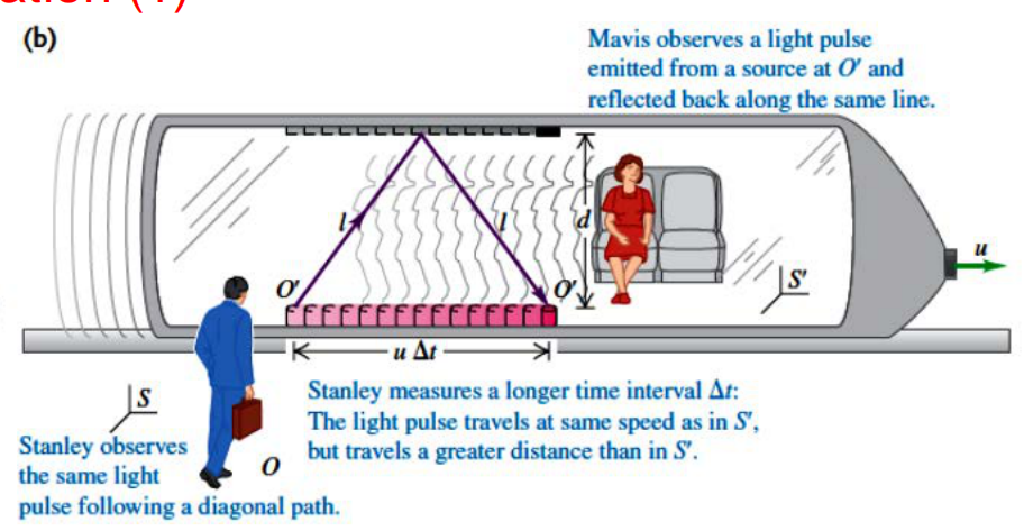 (b)
Mavis observes a light pulse
emitted from a source at O′ and
reflected back along the same line.
l
l
d
u
S′
O′
O′
u Δt
S
Stanley measures a longer time interval Δt:
The light pulse travels at same speed as in S′,
but travels a greater distance than in S′.
Stanley observes
the same light
pulse following a diagonal path.
O